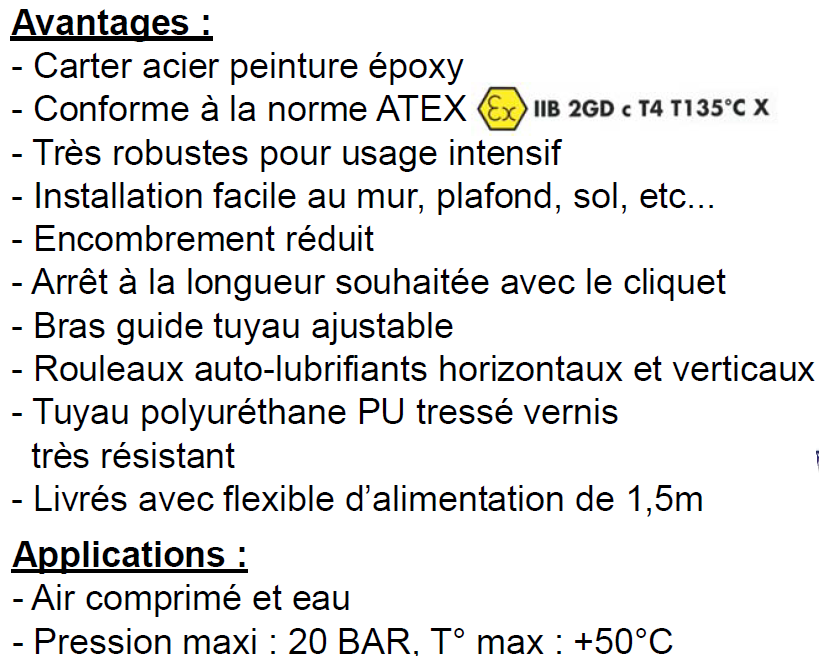 Avantages :
- Carter acier peinture époxy
- Conforme à la norme ATEX Ex IIB 2GD c T4 T135°C X
- Très robustes pour usage intensif
- Installation facile au mur, plafond, sol, etc...
- Encombrement réduit
- Arrêt à la longueur souhaitée avec le cliquet
- Bras guide tuyau ajustable
- Rouleaux auto-lubrifiants horizontaux et verticaux
- Tuyau polyuréthane PU tressé vernis
très résistant
- Livrés avec flexible d’alimentation de 1,5m
Applications :
- Air comprimé et eau
- Pression maxi : 20 BAR, T° max : +50°C